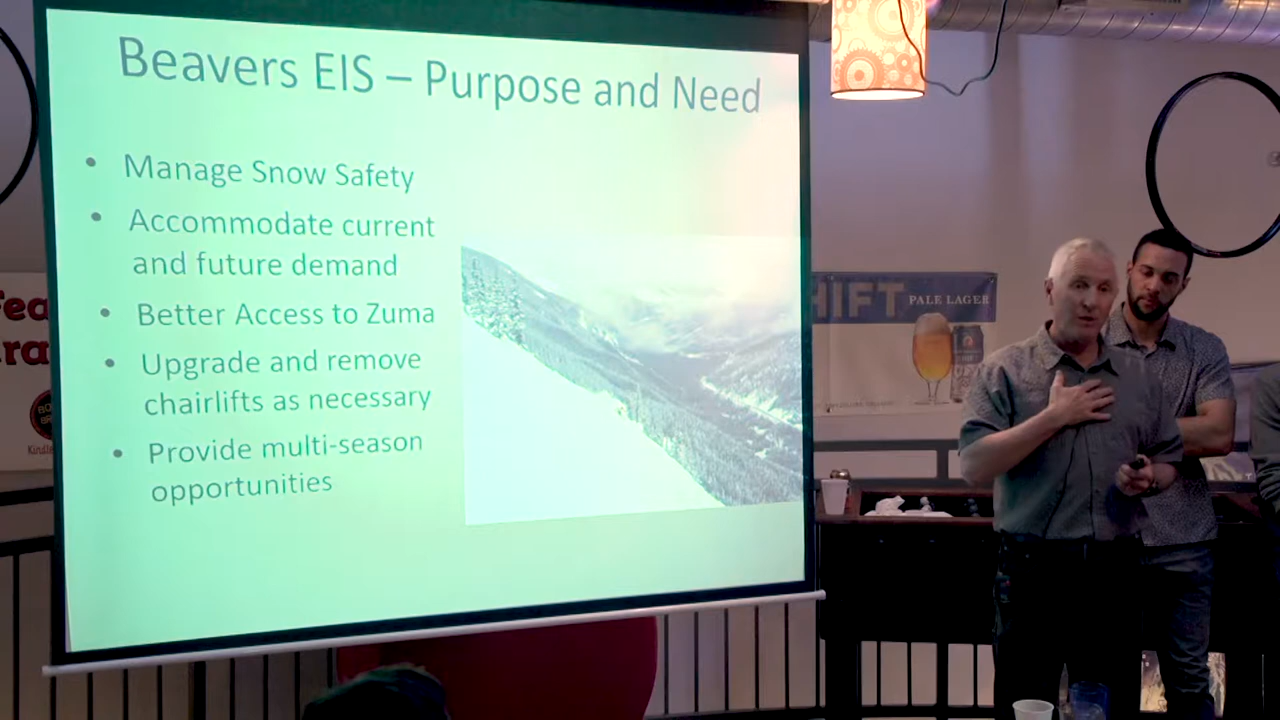 Beavers EIS – Purpose and Need
• Manage Snow Safety
• Accommodate current
and future demand
• Better Access to Zuma
• Upgrade and remove
chairlifts as necessary
• Provide multi-season
opportunities
HIFT PALE LAGER